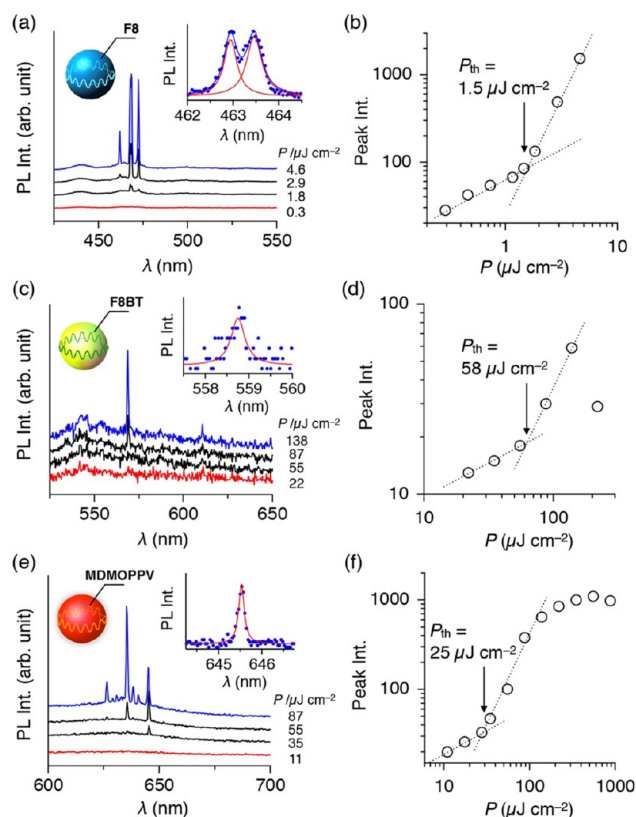 (a)
F8
PL Int. (arb. unit)
PL Int.
462 463 464
λ (nm)
P /μJ cm⁻²
4.6
2.9
1.8
0.3
450 500 550
λ (nm)
(b)
Peak Int.
1000
100
Pth =
1.5 μJ cm⁻²
1 10
P (μJ cm⁻²)
(c)
F8BT
PL Int. (arb. unit)
PL Int.
558 559 560
λ (nm)
P /μJ cm⁻²
138
87
55
22
550 600 650
λ (nm)
(d)
Peak Int.
100
10
Pth =
58 μJ cm⁻²
10 100
P (μJ cm⁻²)
(e)
MDMOPPV
PL Int. (arb. unit)
PL Int.
645 646
λ (nm)
P /μJ cm⁻²
87
55
35
11
600 650 700
λ (nm)
(f)
Peak Int.
1000
100
10
Pth =
25 μJ cm⁻²
10 100 1000
P (μJ cm⁻²)